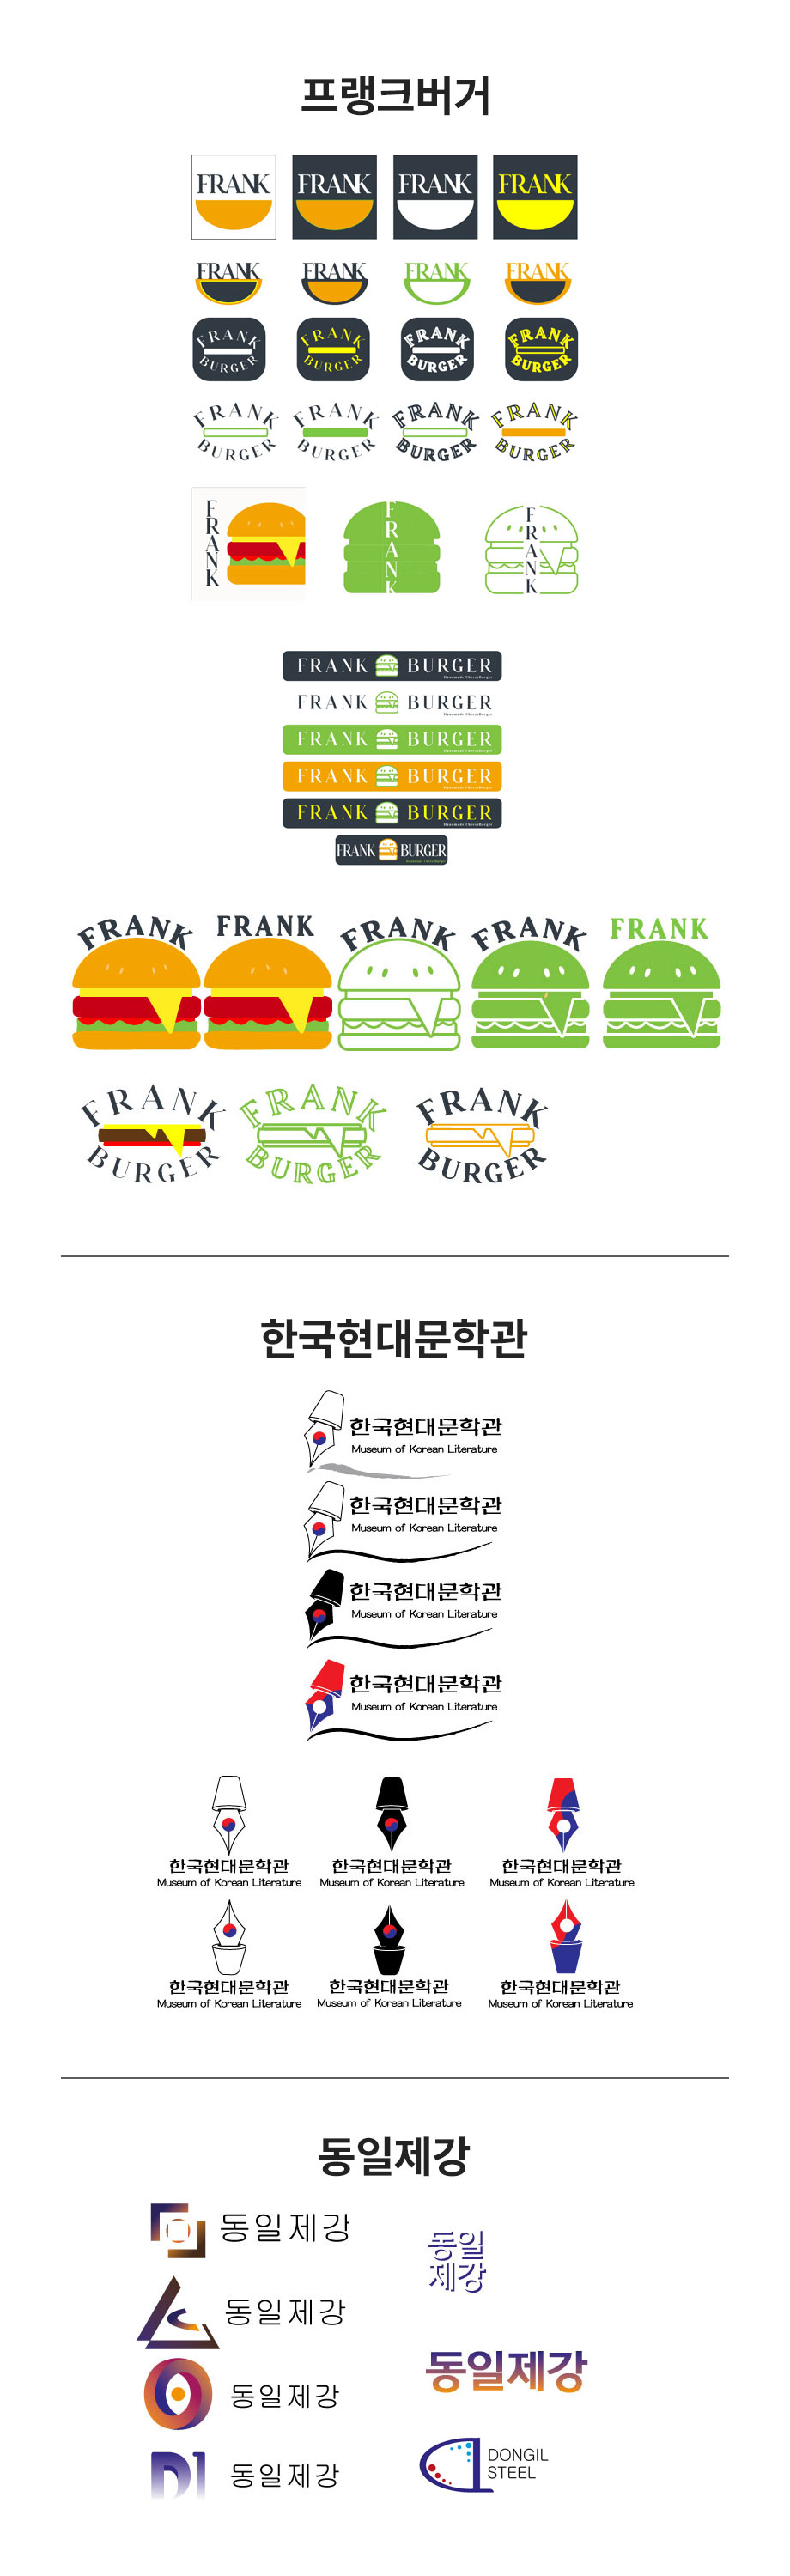 프랭크버거
FRANK FRANK FRANK FRANK
FRANK FRANK FRANK FRANK
FRANK BURGER FRANK BURGER FRANK BURGER FRANK BURGER
FRANK BURGER FRANK BURGER FRANK BURGER FRANK BURGER
FRANK FRANK FRANK
FRANK BURGER
Handmade CheeseBurger
FRANK BURGER
Handmade CheeseBurger
FRANK BURGER
Handmade CheeseBurger
FRANK BURGER
Handmade CheeseBurger
FRANK BURGER
Handmade CheeseBurger
FRANK BURGER
Handmade CheeseBurger
FRANK FRANK FRANK FRANK FRANK
FRANK BURGER FRANK BURGER FRANK BURGER
한국현대문학관
한국현대문학관
Museum of Korean Literature
한국현대문학관
Museum of Korean Literature
한국현대문학관
Museum of Korean Literature
한국현대문학관
Museum of Korean Literature
한국현대문학관 한국현대문학관 한국현대문학관
Museum of Korean Literature Museum of Korean Literature Museum of Korean Literature
한국현대문학관 한국현대문학관 한국현대문학관
Museum of Korean Literature Museum of Korean Literature Museum of Korean Literature
동일제강
동일제강
동일
제강
동일제강
동일제강
동일제강
DI 동일제강
DONGIL
STEEL